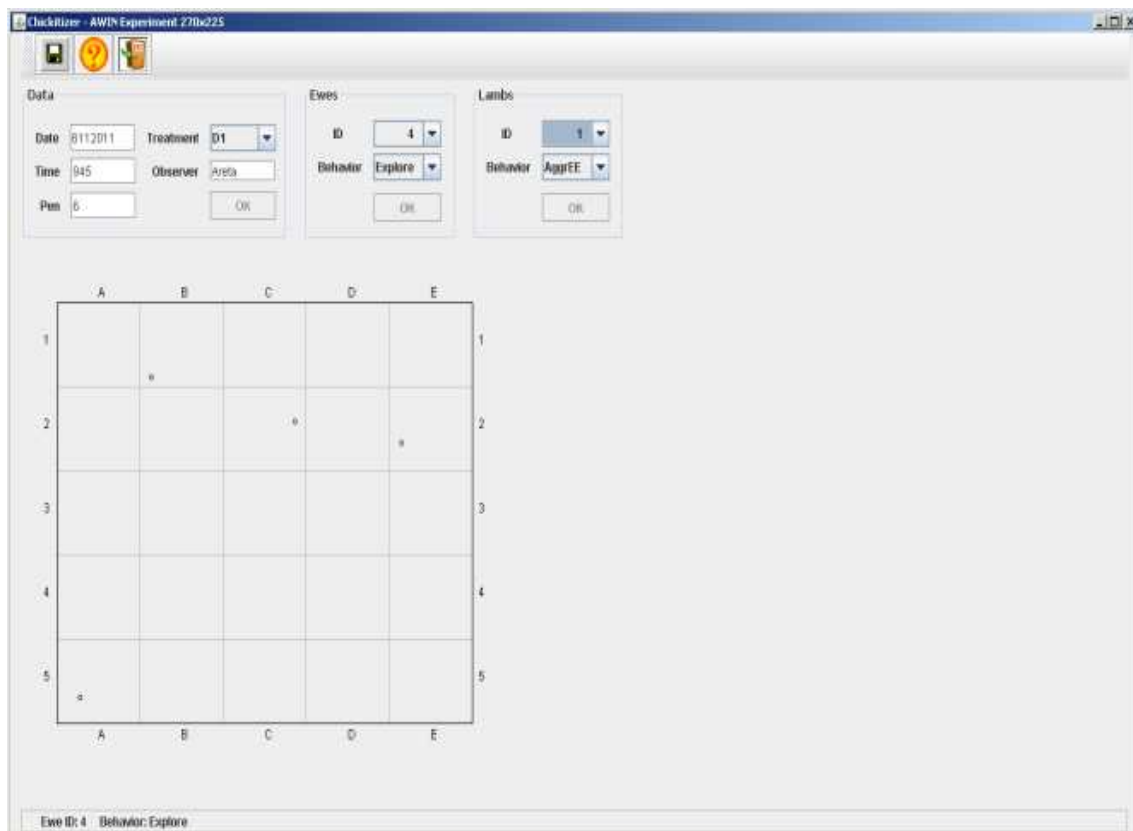 Chickitizer - AWIN Experiment 270x225
Data
Date 8112011 Treatment D1
Time 945 Observer Areta
Pen 6
OK
Ewes
ID 4
Behavior Explore
OK
Lambs
ID 1
Behavior AggrEE
OK
A B C D E
1 1
2 2
3 3
4 4
5 5
A B C D E
Ewe ID: 4 Behavior: Explore